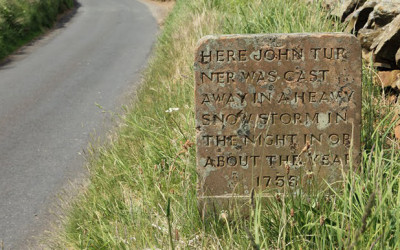 HERE JOHN TUR
NER WAS CAST
AWAY IN A HEAVY
SNOW STORM IN
THE NIGHT IN OR
ABOUT THE YEAR
1755